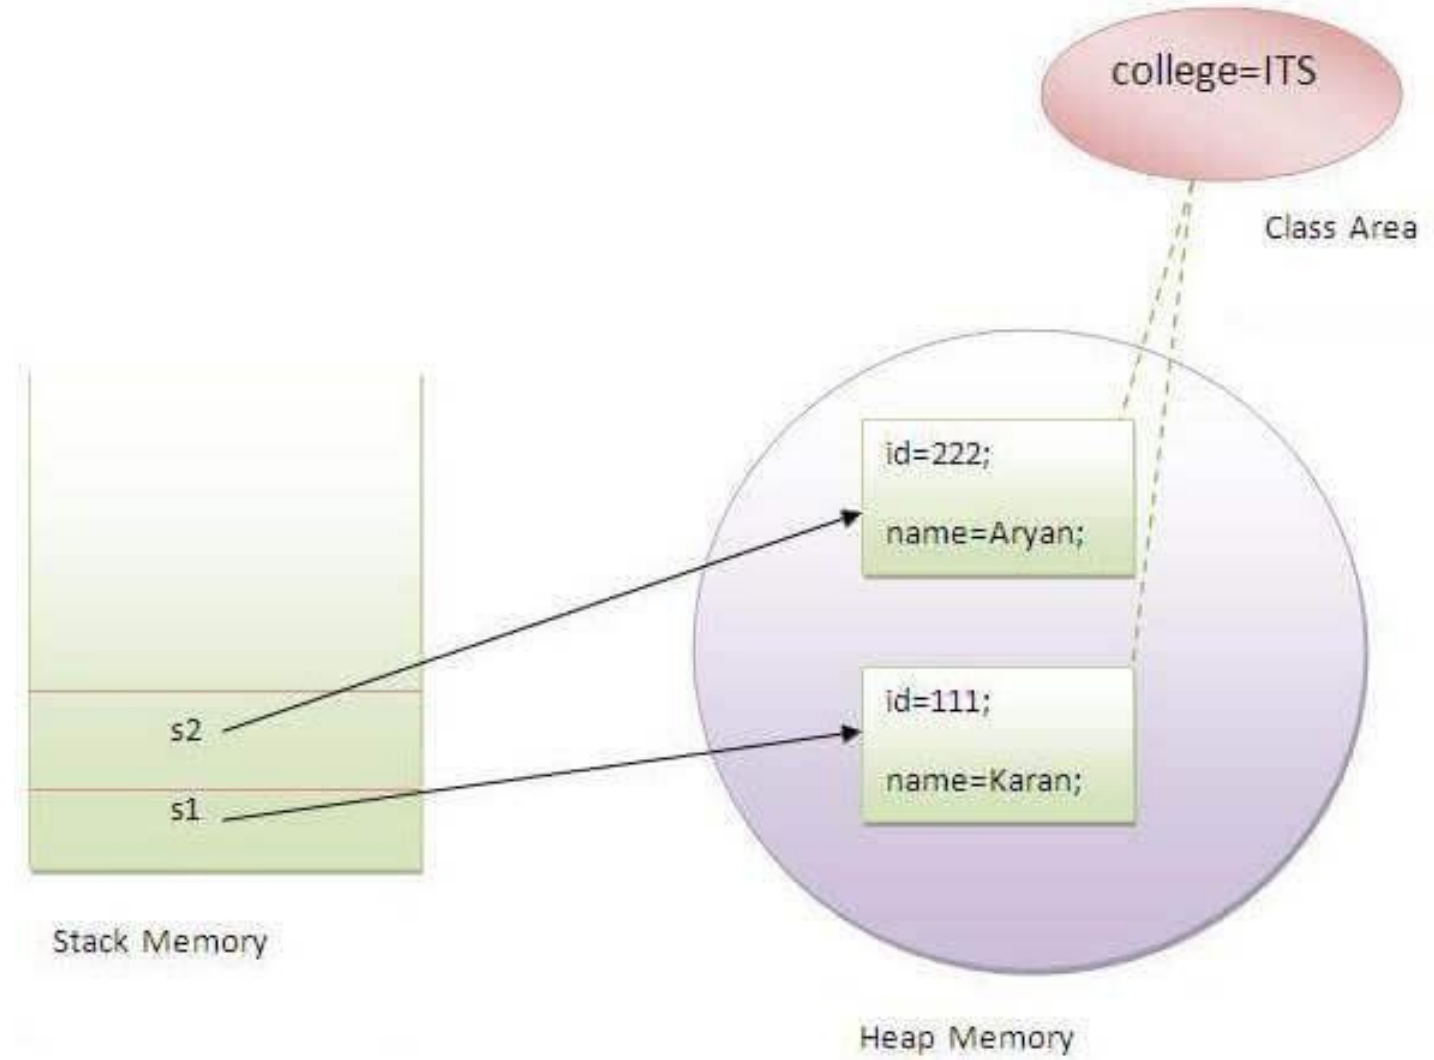 college=ITS
Class Area
id=222;
name=Aryan;
s2
id=111;
name=Karan;
s1
Stack Memory
Heap Memory